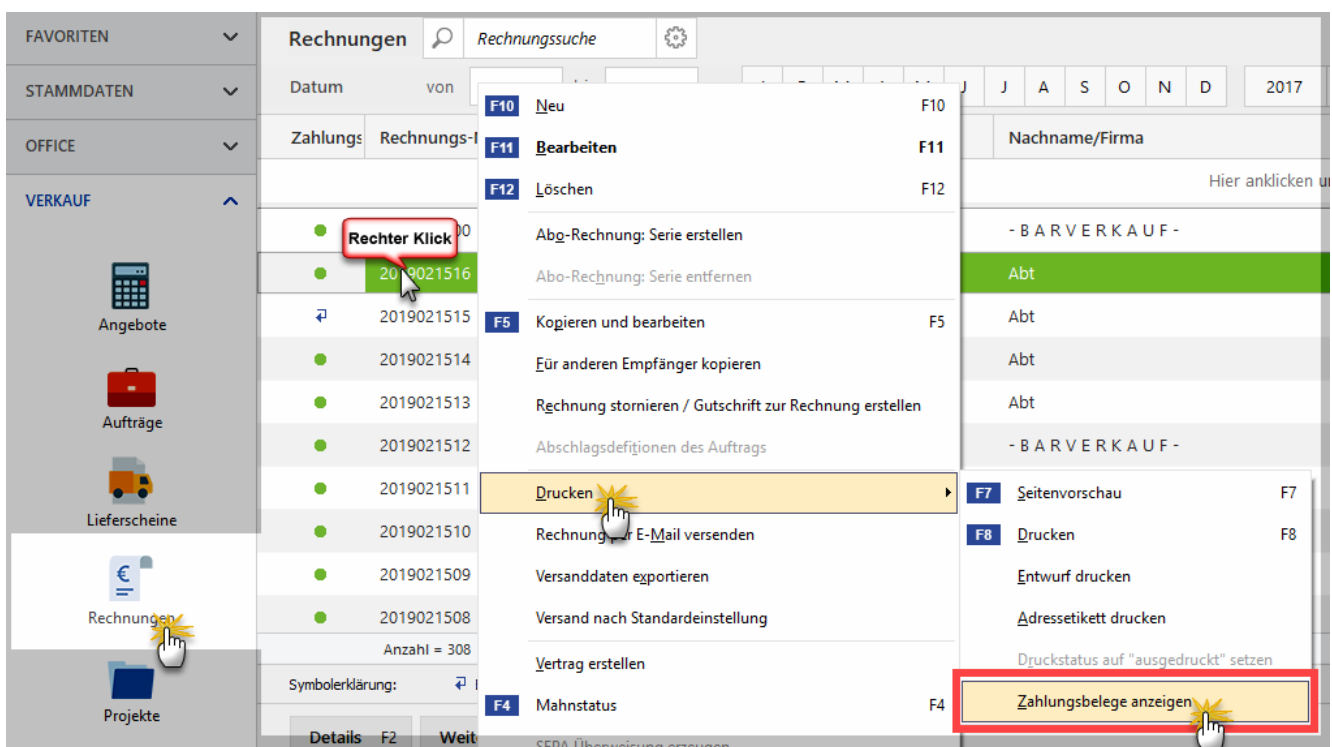 FAVORITEN
STAMMDATEN
OFFICE
VERKAUF
Angebote
Aufträge
Lieferscheine
Rechnungen
Projekte
Rechnungen Rechnungssuche
Datum von J J A S O N D 2017
Zahlungs Rechnungs- Nachname/Firma
Hier anklicken
- B A R V E R K A U F -
Rechter Klick
2019021516 Abt
2019021515 Abt
2019021514 Abt
2019021513 Abt
2019021512 - B A R V E R K A U F -
2019021511
2019021510
2019021509
2019021508
Anzahl = 308
Symbolerklärung:
Details F2 Weit
F10 Neu F10
F11 Bearbeiten F11
F12 Löschen F12
Abo-Rechnung: Serie erstellen
Abo-Rechnung: Serie entfernen
F5 Kopieren und bearbeiten F5
Für anderen Empfänger kopieren
Rechnung stornieren / Gutschrift zur Rechnung erstellen
Abschlagsdefitionen des Auftrags
Drucken
Rechnung per E-Mail versenden
Versanddaten exportieren
Versand nach Standardeinstellung
Vertrag erstellen
F4 Mahnstatus F4
SEPA Überweisung erzeugen
F7 Seitenvorschau F7
F8 Drucken F8
Entwurf drucken
Adressetikett drucken
Druckstatus auf "ausgedruckt" setzen
Zahlungsbelege anzeigen